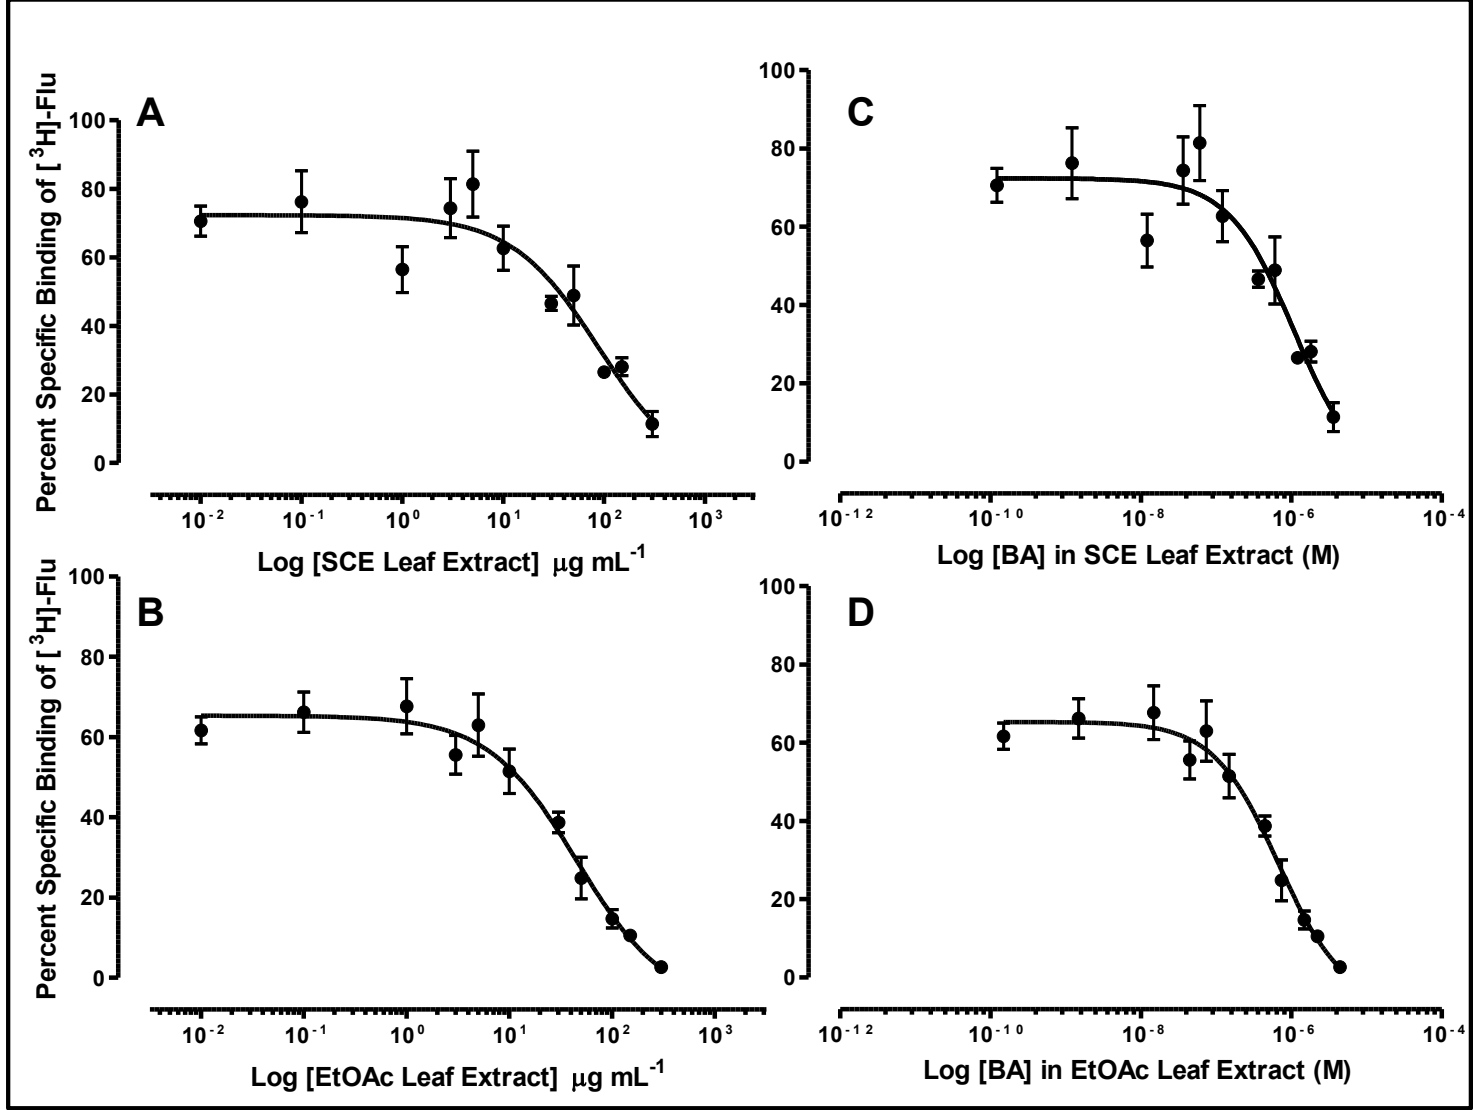 A
Percent Specific Binding of [³H]-Flu
100
80
60
40
20
0
10⁻² 10⁻¹ 10⁰ 10¹ 10² 10³
Log [SCE Leaf Extract] μg mL⁻¹
C
100
80
60
40
20
0
10⁻¹² 10⁻¹⁰ 10⁻⁸ 10⁻⁶ 10⁻⁴
Log [BA] in SCE Leaf Extract (M)
B
Percent Specific Binding of [³H]-Flu
100
80
60
40
20
0
10⁻² 10⁻¹ 10⁰ 10¹ 10² 10³
Log [EtOAc Leaf Extract] μg mL⁻¹
D
100
80
60
40
20
0
10⁻¹² 10⁻¹⁰ 10⁻⁸ 10⁻⁶ 10⁻⁴
Log [BA] in EtOAc Leaf Extract (M)